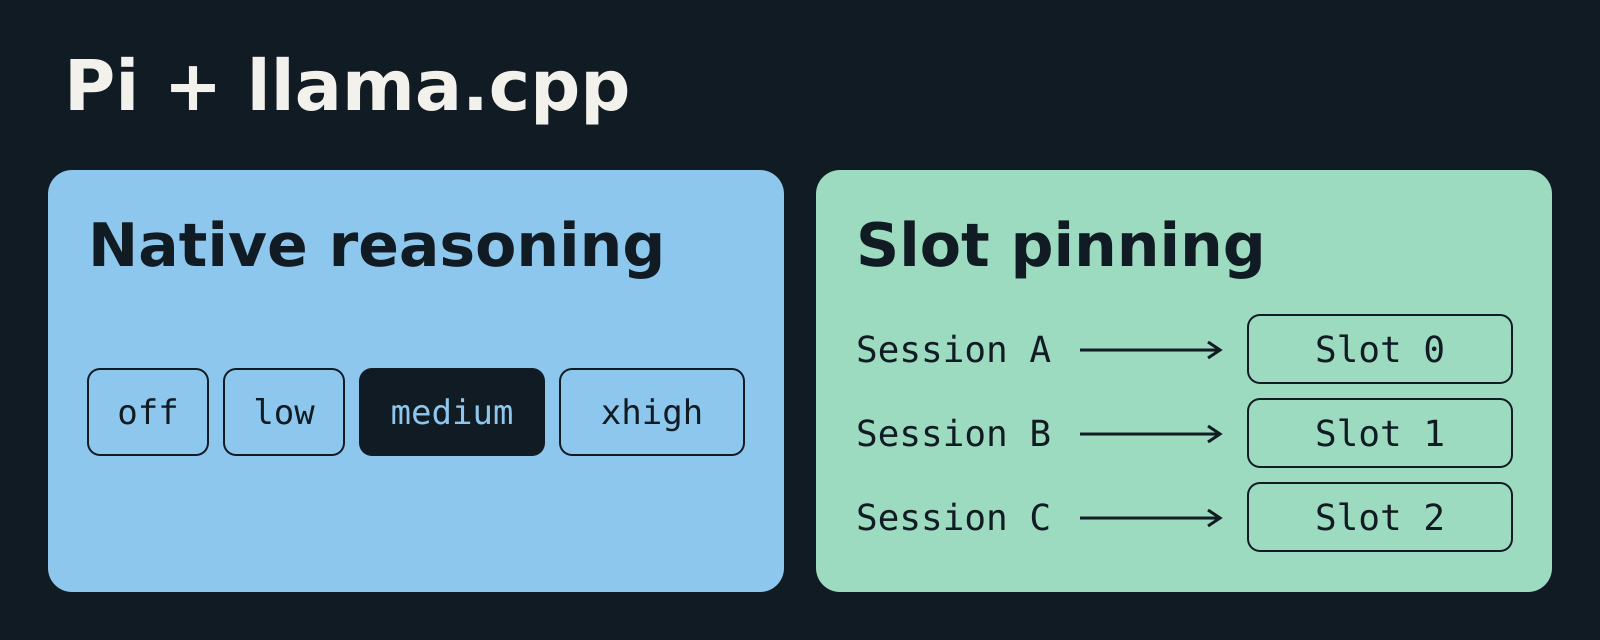 Pi + llama.cpp
Native reasoning
off low medium xhigh
Slot pinning
Session A Slot 0
Session B Slot 1
Session C Slot 2